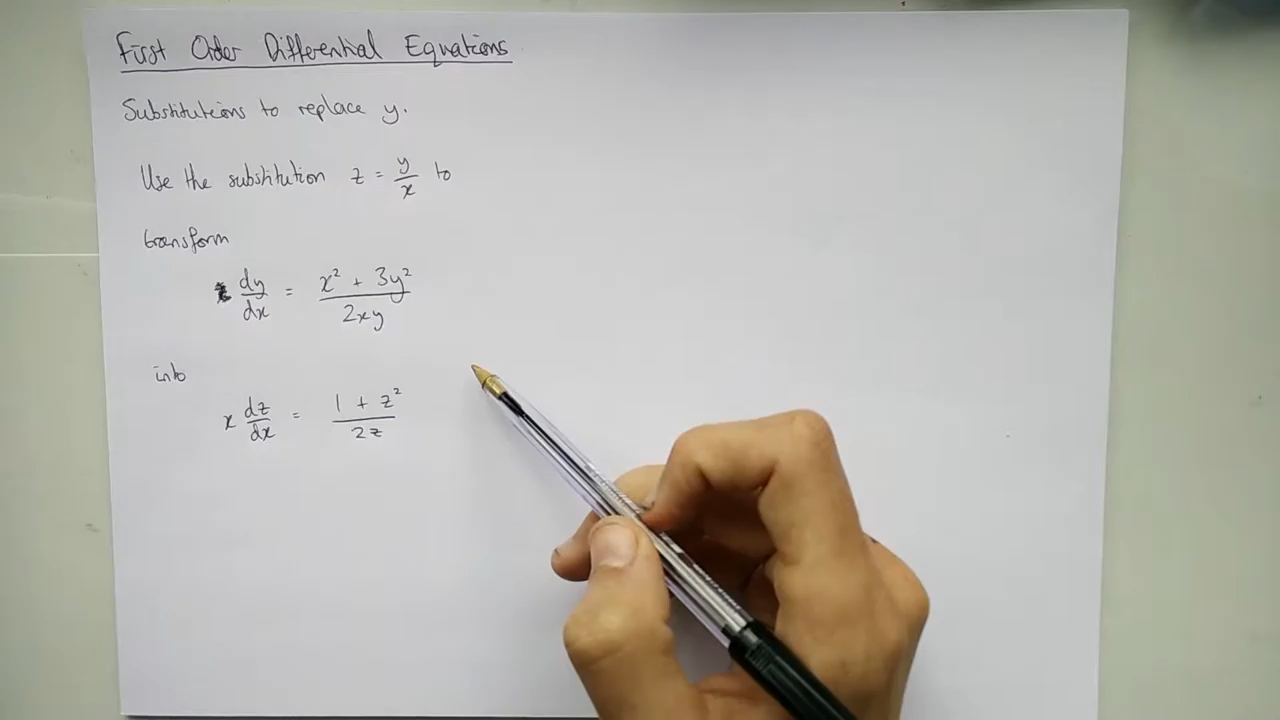 First Order Differential Equations
Substitutions to replace y.
Use the substitution z = y/x to
transform
dy/dx = (x² + 3y²)/(2xy)
into
x dz/dx = (1 + z²)/(2z)